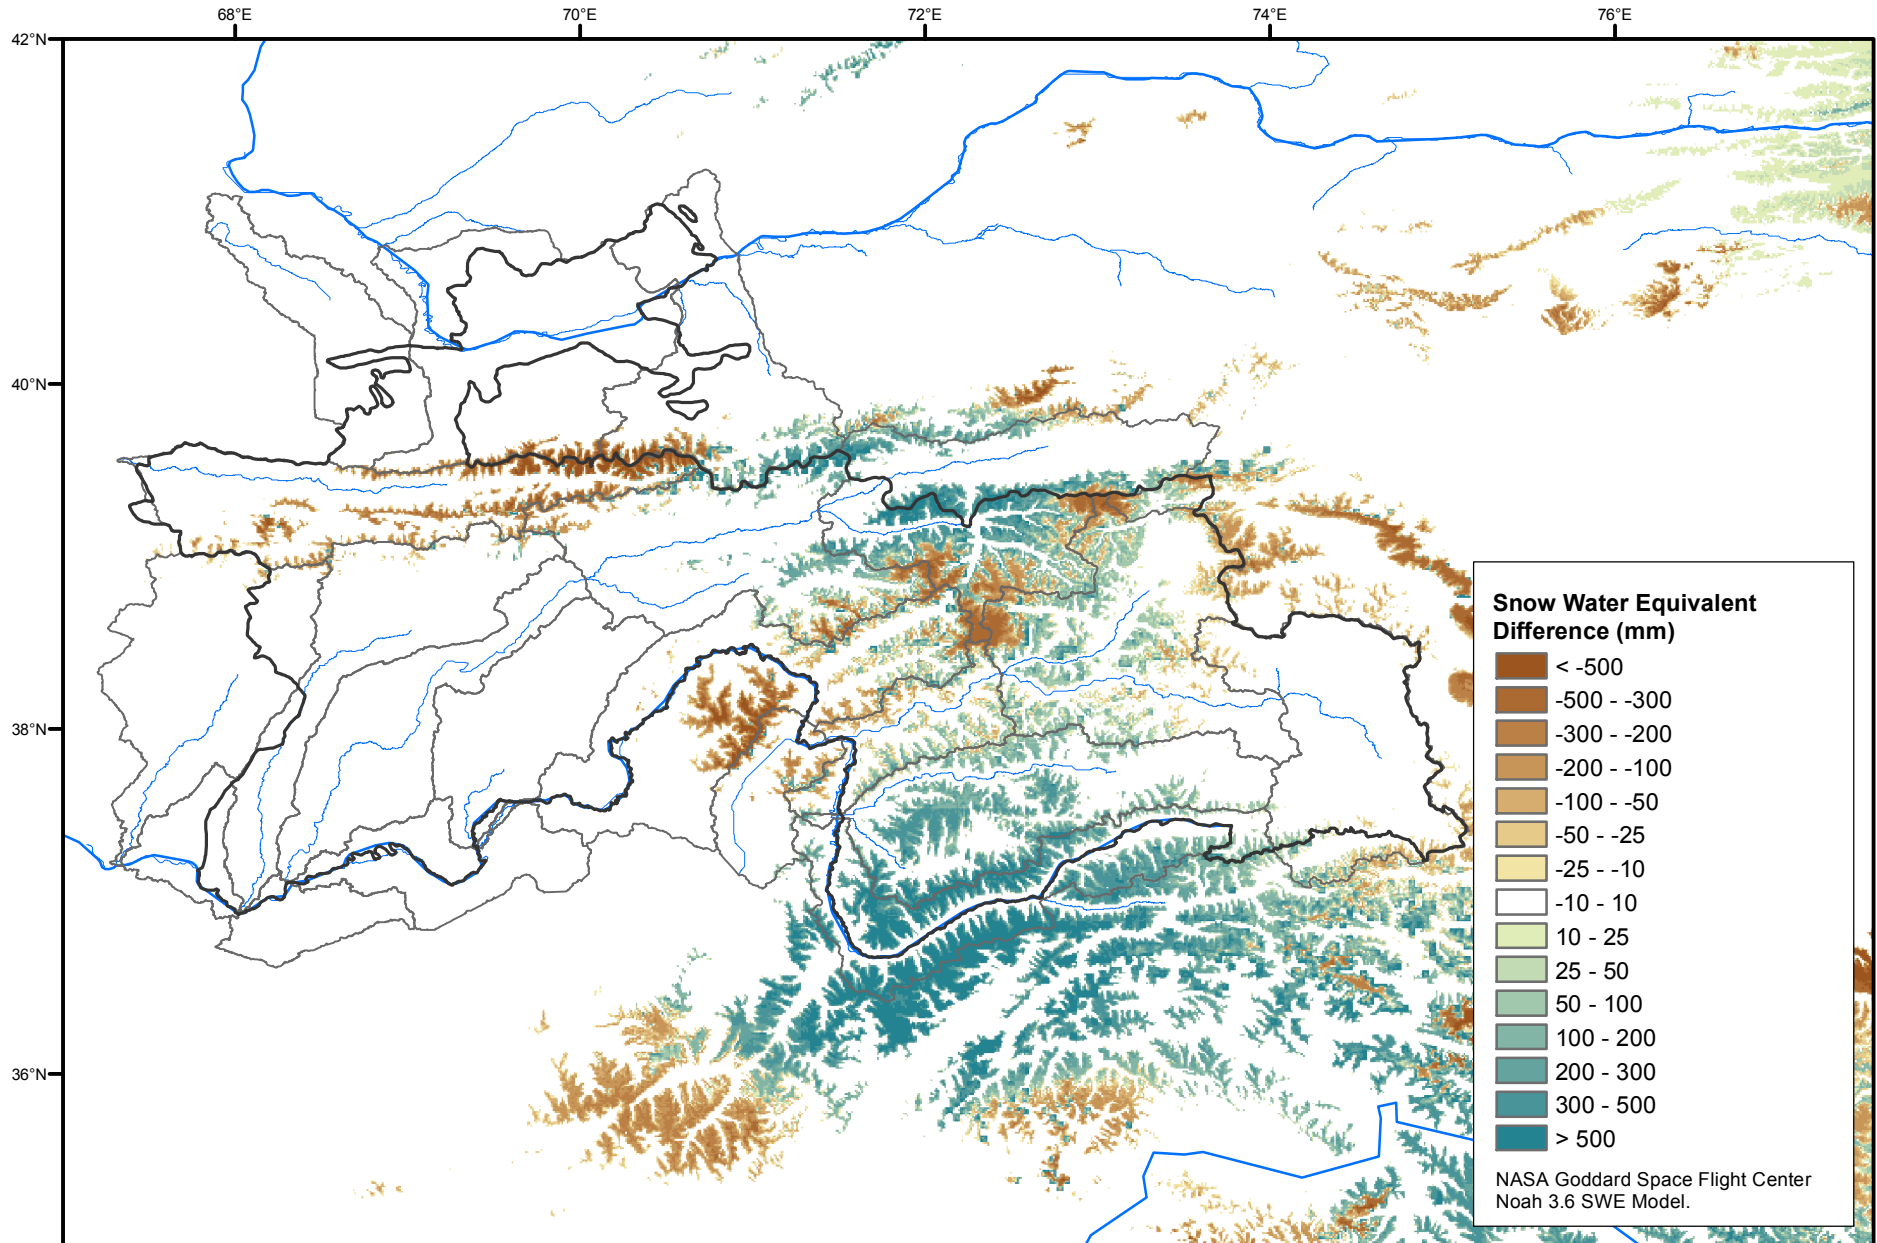 68°E 70°E 72°E 74°E 76°E
42°N
40°N
38°N
36°N
Snow Water Equivalent
Difference (mm)
< -500
-500 - -300
-300 - -200
-200 - -100
-100 - -50
-50 - -25
-25 - -10
-10 - 10
10 - 25
25 - 50
50 - 100
100 - 200
200 - 300
300 - 500
> 500
NASA Goddard Space Flight Center
Noah 3.6 SWE Model.